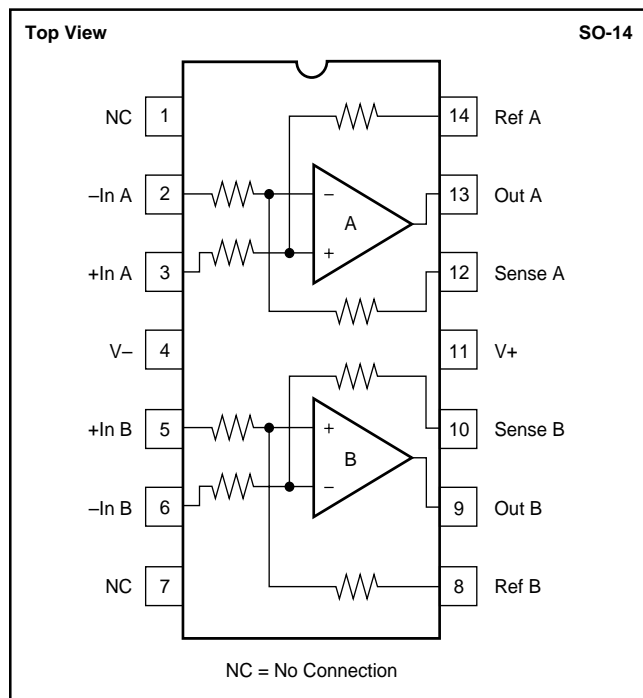 Top View SO-14
NC 1 14 Ref A
–In A 2 − A 13 Out A
+In A 3 + 12 Sense A
V– 4 11 V+
+In B 5 + B 10 Sense B
–In B 6 − 9 Out B
NC 7 8 Ref B
NC = No Connection